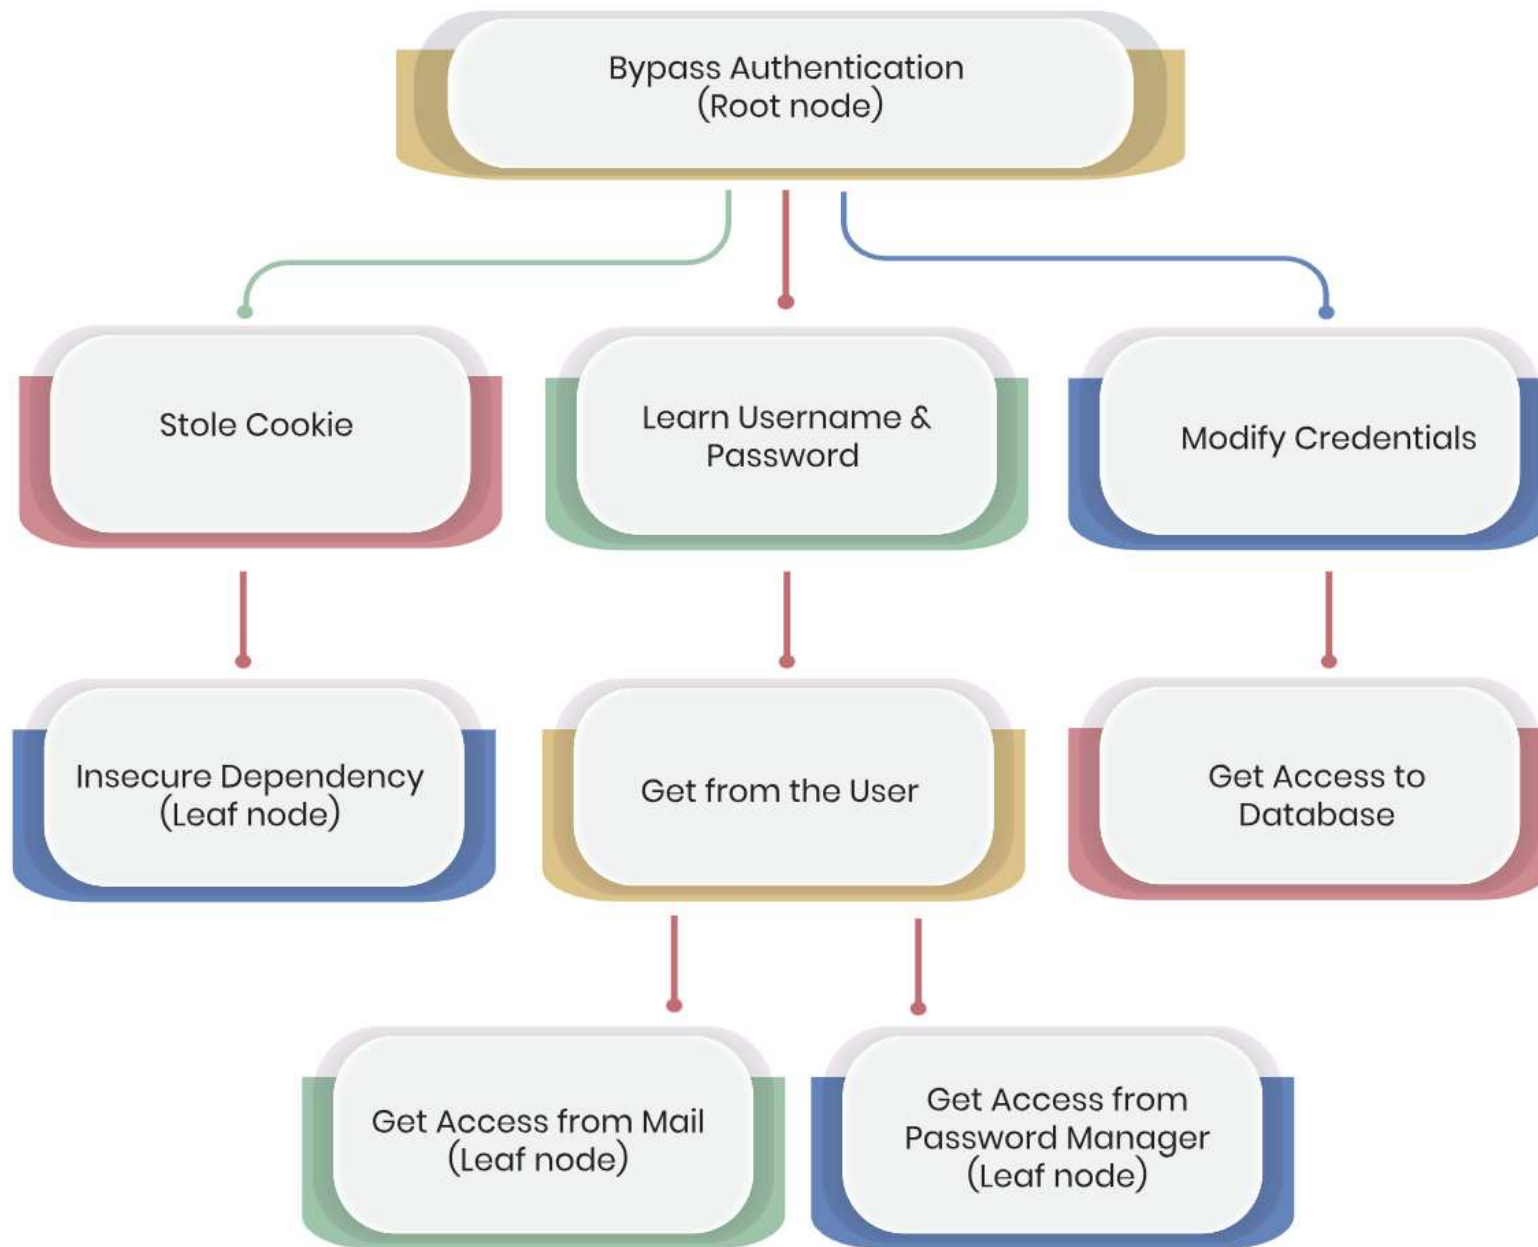 Bypass Authentication
(Root node)
Stole Cookie
Learn Username &
Password
Modify Credentials
Insecure Dependency
(Leaf node)
Get from the User
Get Access to
Database
Get Access from Mail
(Leaf node)
Get Access from
Password Manager
(Leaf node)